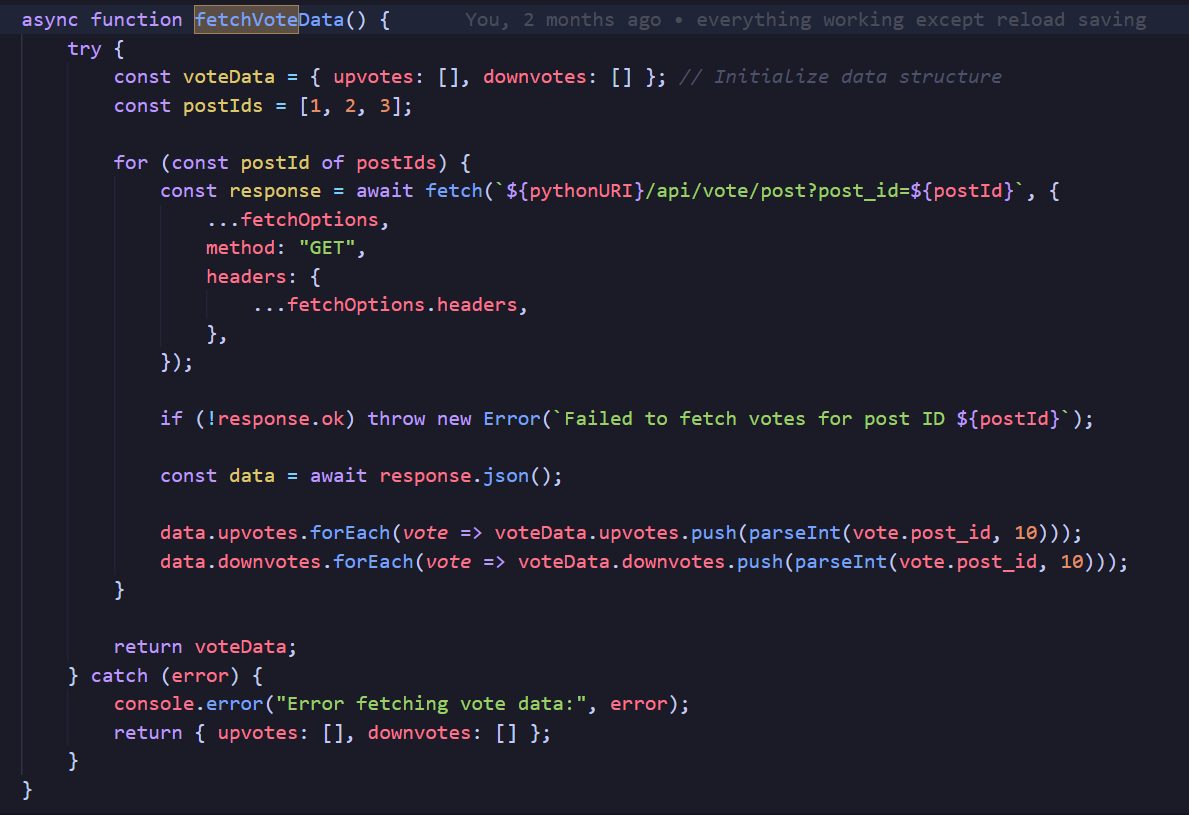 async function fetchVoteData() {      You, 2 months ago • everything working except reload saving
    try {
        const voteData = { upvotes: [], downvotes: [] }; // Initialize data structure
        const postIds = [1, 2, 3];

        for (const postId of postIds) {
            const response = await fetch(`${pythonURI}/api/vote/post?post_id=${postId}`, {
                ...fetchOptions,
                method: "GET",
                headers: {
                    ...fetchOptions.headers,
                },
            });

            if (!response.ok) throw new Error(`Failed to fetch votes for post ID ${postId}`);

            const data = await response.json();

            data.upvotes.forEach(vote => voteData.upvotes.push(parseInt(vote.post_id, 10)));
            data.downvotes.forEach(vote => voteData.downvotes.push(parseInt(vote.post_id, 10)));
        }

        return voteData;
    } catch (error) {
        console.error("Error fetching vote data:", error);
        return { upvotes: [], downvotes: [] };
    }
}